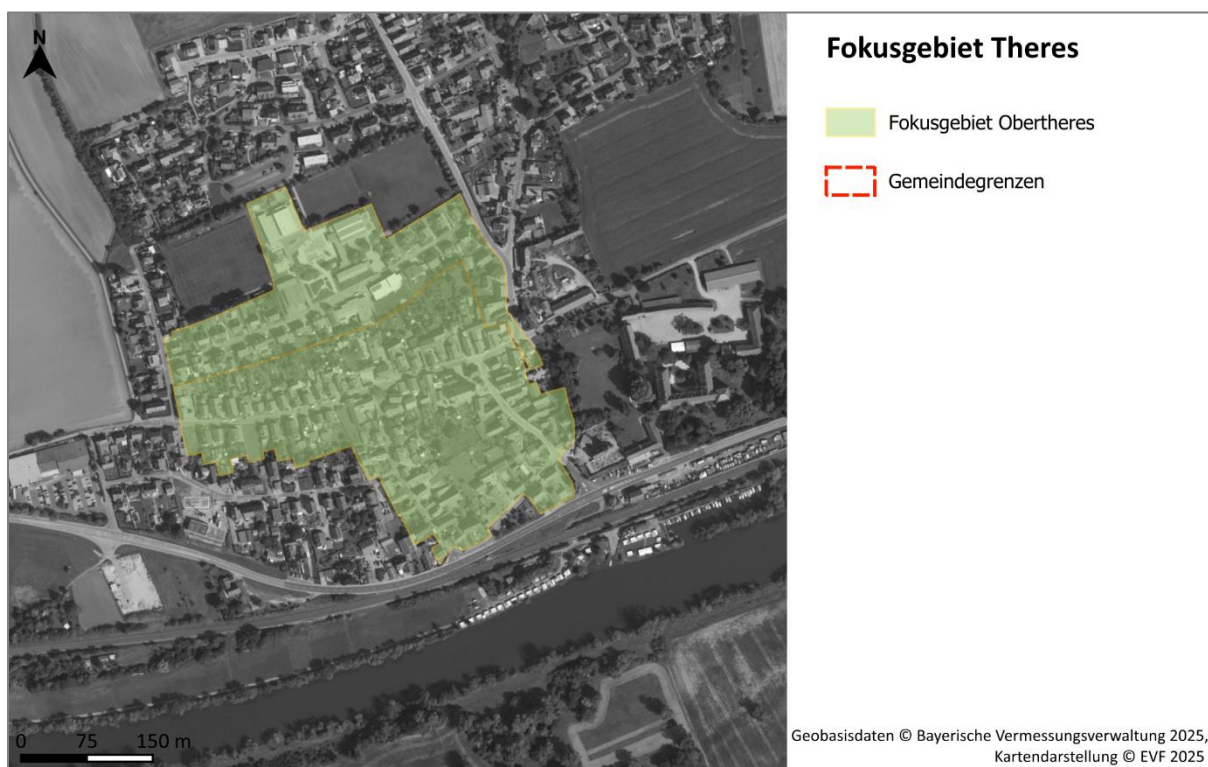 N
Fokusgebiet Theres
Fokusgebiet Obertheres
Gemeindegrenzen
0 75 150 m
Geobasisdaten © Bayerische Vermessungsverwaltung 2025,
Kartendarstellung © EVF 2025